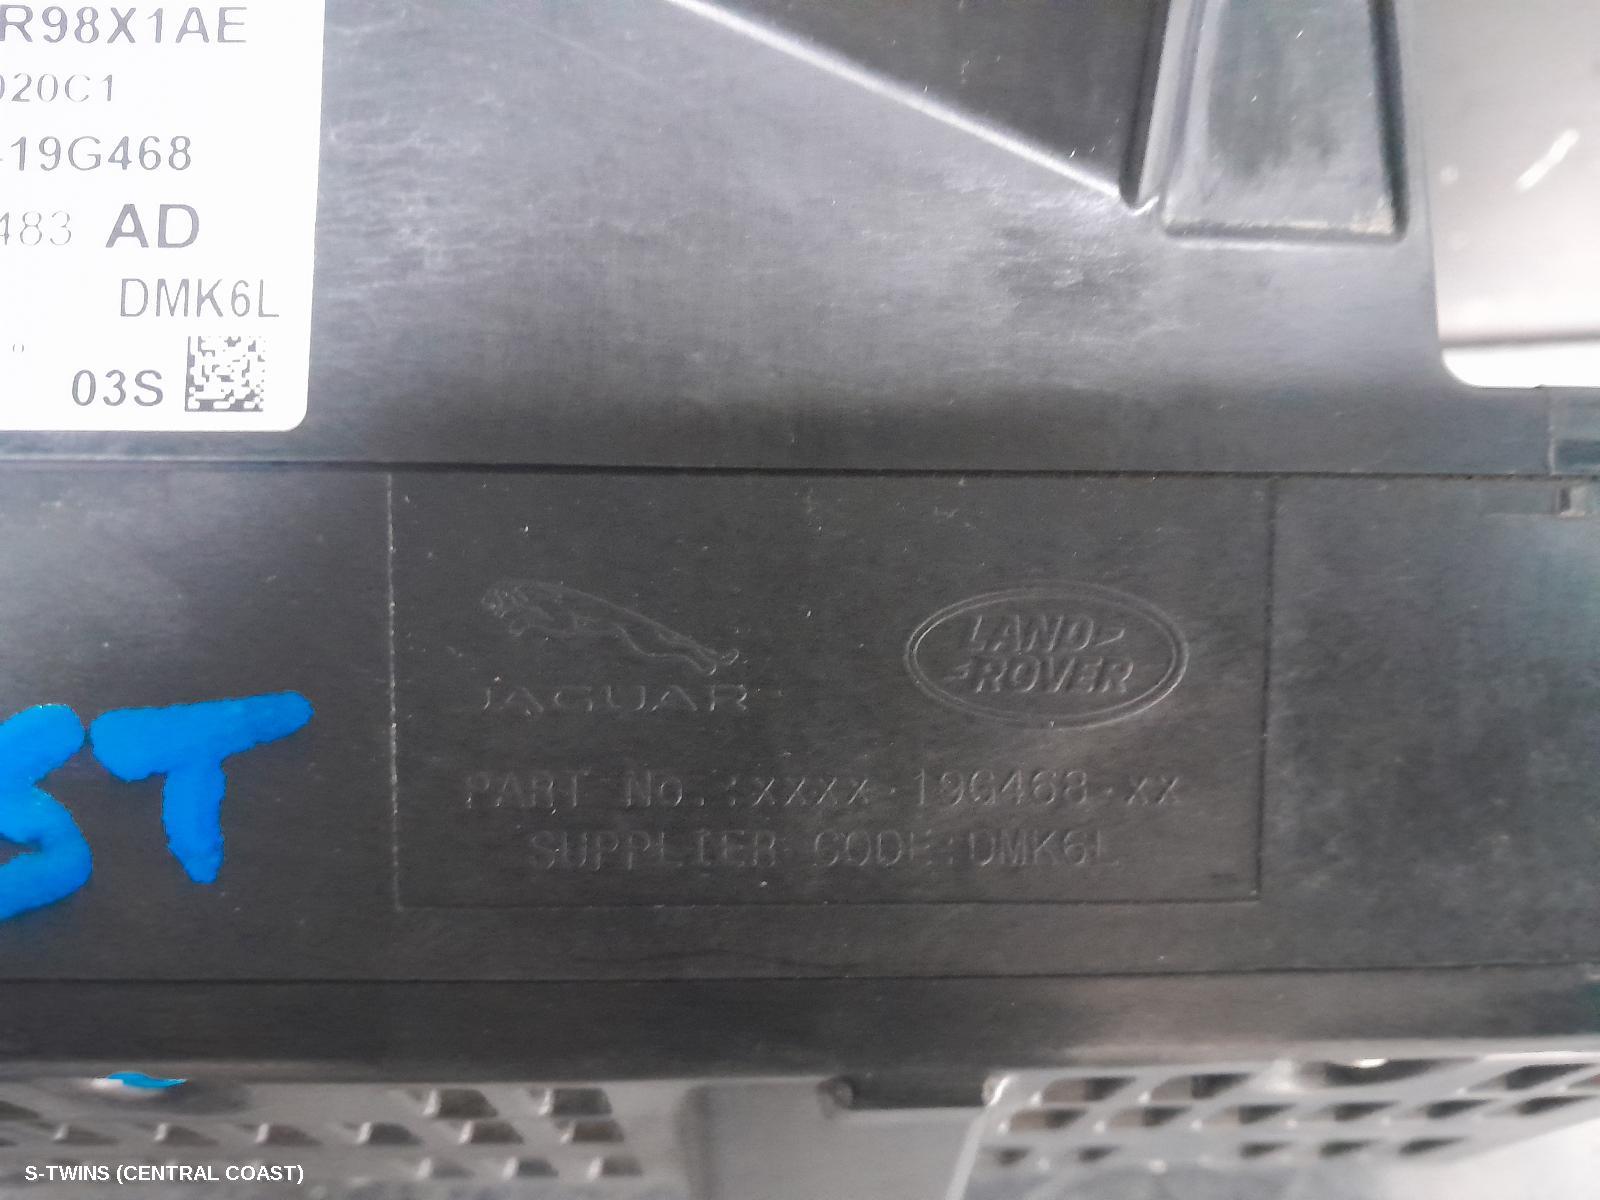 R98X1AE
020C1
-19G468
483 AD
DMK6L
03S
JAGUAR
LAND
ROVER
PART No.:XXXX-19G468-XX
SUPPLIER CODE:DMK6L
ST
S-TWINS (CENTRAL COAST)